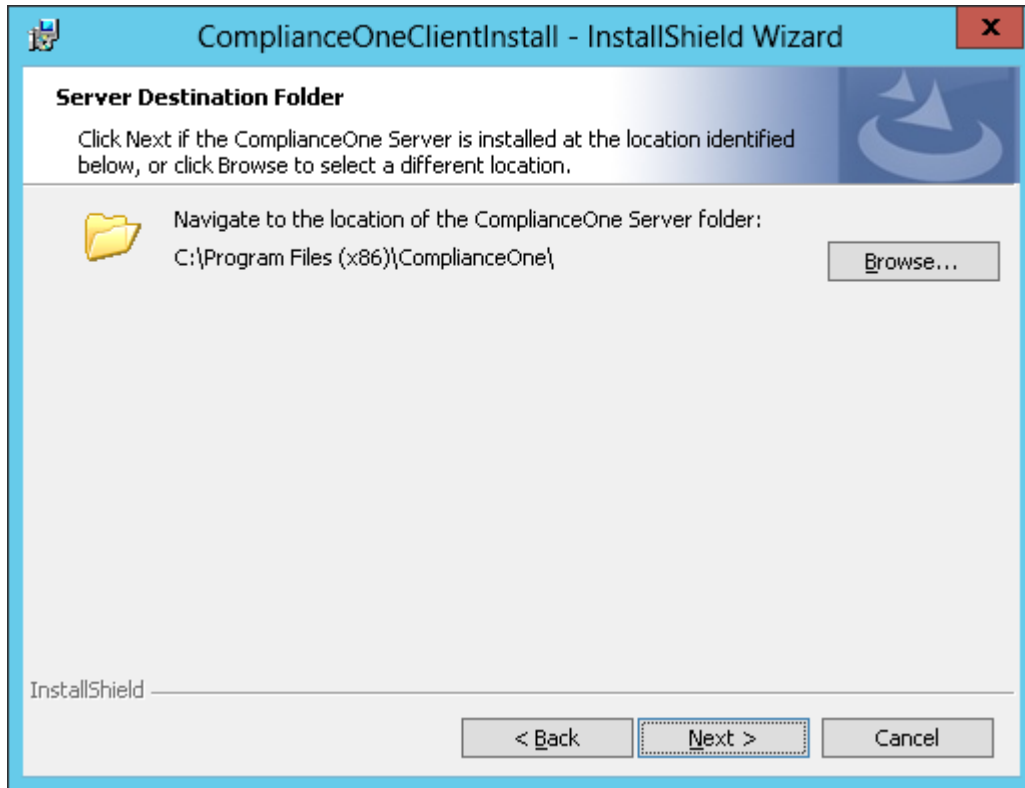 ComplianceOneClientInstall - InstallShield Wizard
x
Server Destination Folder
Click Next if the ComplianceOne Server is installed at the location identified
below, or click Browse to select a different location.
Navigate to the location of the ComplianceOne Server folder:
C:\Program Files (x86)\ComplianceOne\
Browse...
InstallShield
< Back
Next >
Cancel